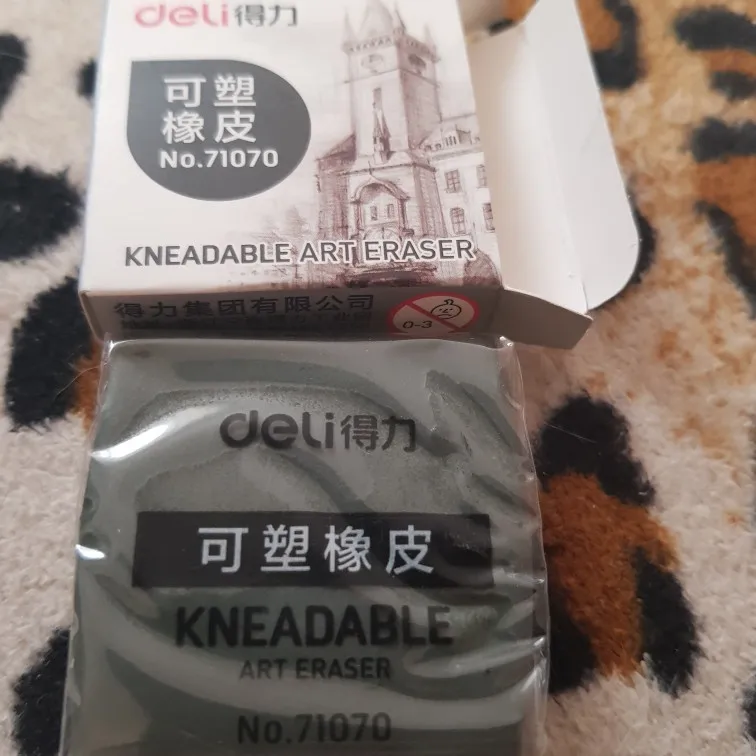 deli得力
可塑
橡皮
No.71070
KNEADABLE ART ERASER
得力集团有限公司
0-3
deli得力
可塑橡皮
KNEADABLE
ART ERASER
No.71070